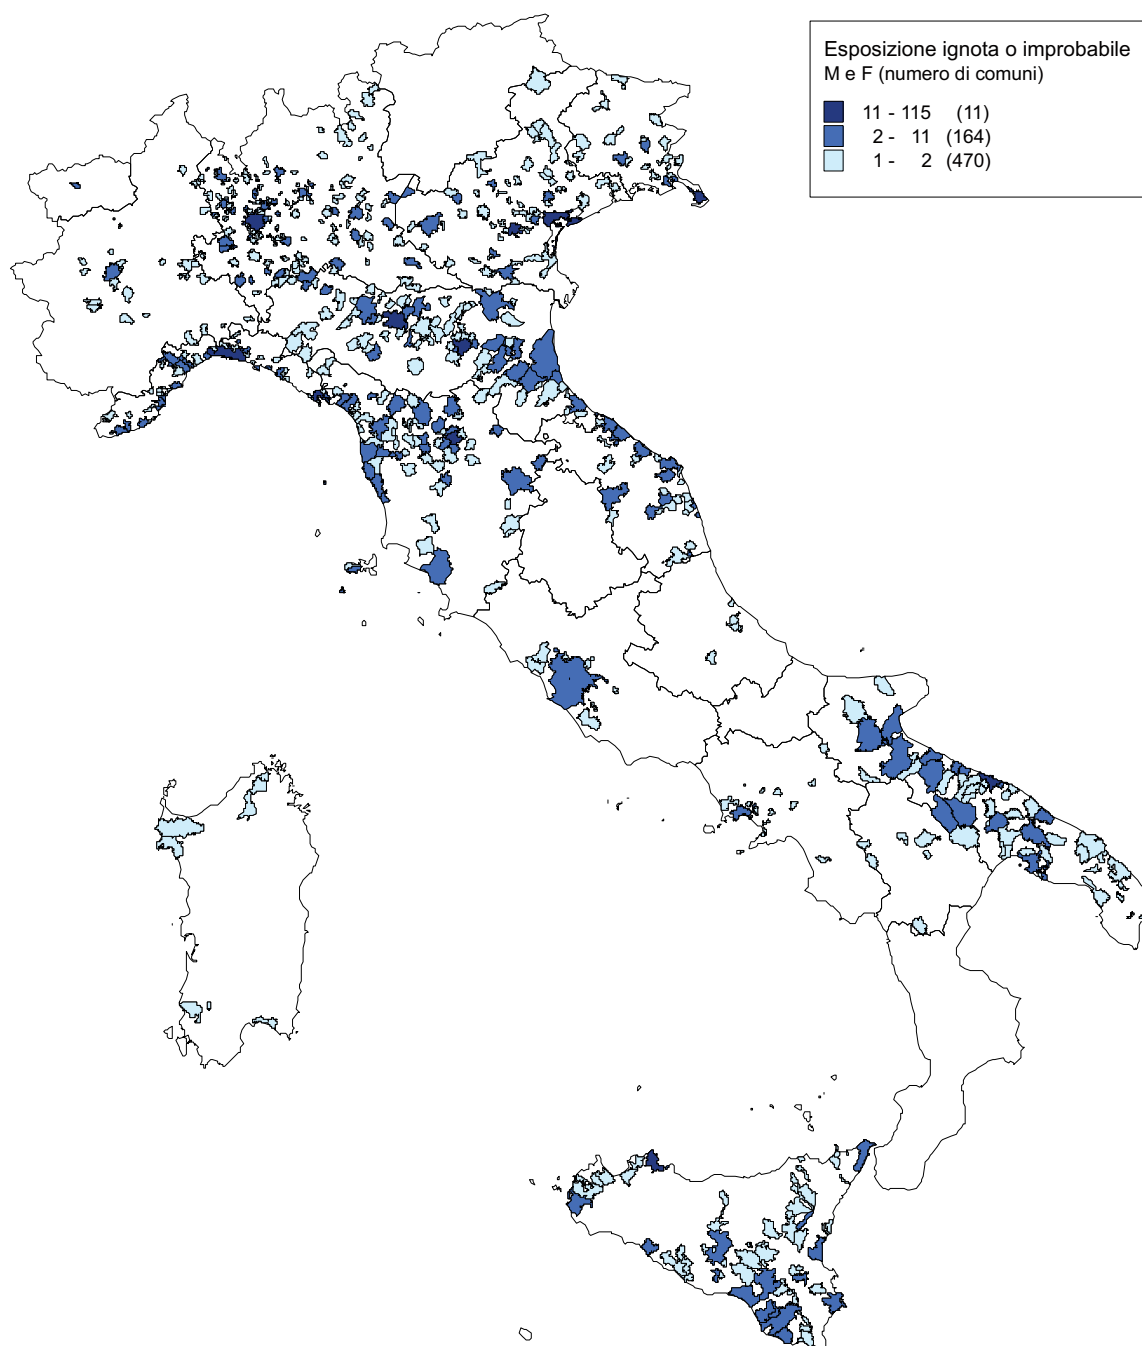 Esposizione ignota o improbabile
M e F (numero di comuni)
11 - 115 (11)
2 - 11 (164)
1 - 2 (470)